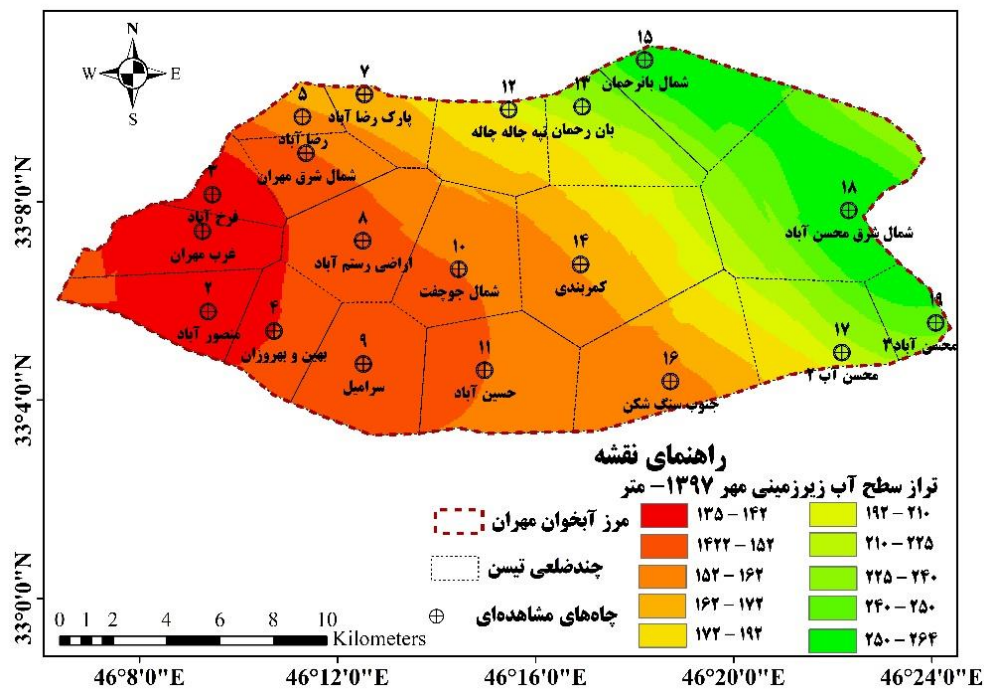 N
W E
S
۱۵
شمال بانرحمان
۷
پارک رضا آباد
۵
رضا آباد
۱۲
تپه چاله چاله
۱۳
بان رحمان
شمال شرق مهران
۳
فرخ آباد
غرب مهران
۱۸
شمال شرق محسن آباد
۸
اراضی رستم آباد
۱۰
شمال جوجفت
۱۴
کمربندی
۲
منصور آباد
۴
بهین و بهروزان
۹
سرامیل
۱۱
حسین آباد
۱۶
جنوب سنگ شکن
۱۷
محسن آب ۲
۱۹
محسن آباد۳
33°8'0"N
33°4'0"N
33°0'0"N
راهنمای نقشه
تراز سطح آب زیرزمینی مهر ۱۳۹۷- متر
مرز آبخوان مهران
چندضلعی تیسن
چاه‌های مشاهده‌ای
۱۳۵ – ۱۴۲
۱۴۲۲ – ۱۵۲
۱۵۲ – ۱۶۲
۱۶۲ – ۱۷۲
۱۷۲ – ۱۹۲
۱۹۲ – ۲۱۰
۲۱۰ – ۲۲۵
۲۲۵ – ۲۴۰
۲۴۰ – ۲۵۰
۲۵۰ – ۲۶۴
0 1 2 4 6 8 10
Kilometers
46°8'0"E 46°12'0"E 46°16'0"E 46°20'0"E 46°24'0"E